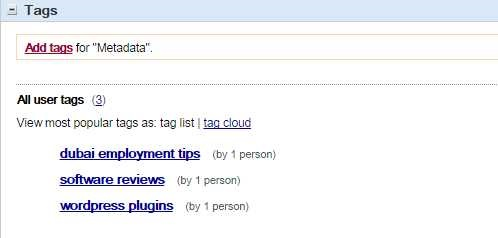 Tags
Add tags for "Metadata".
All user tags (3)
View most popular tags as: tag list | tag cloud
dubai employment tips (by 1 person)
software reviews (by 1 person)
wordpress plugins (by 1 person)